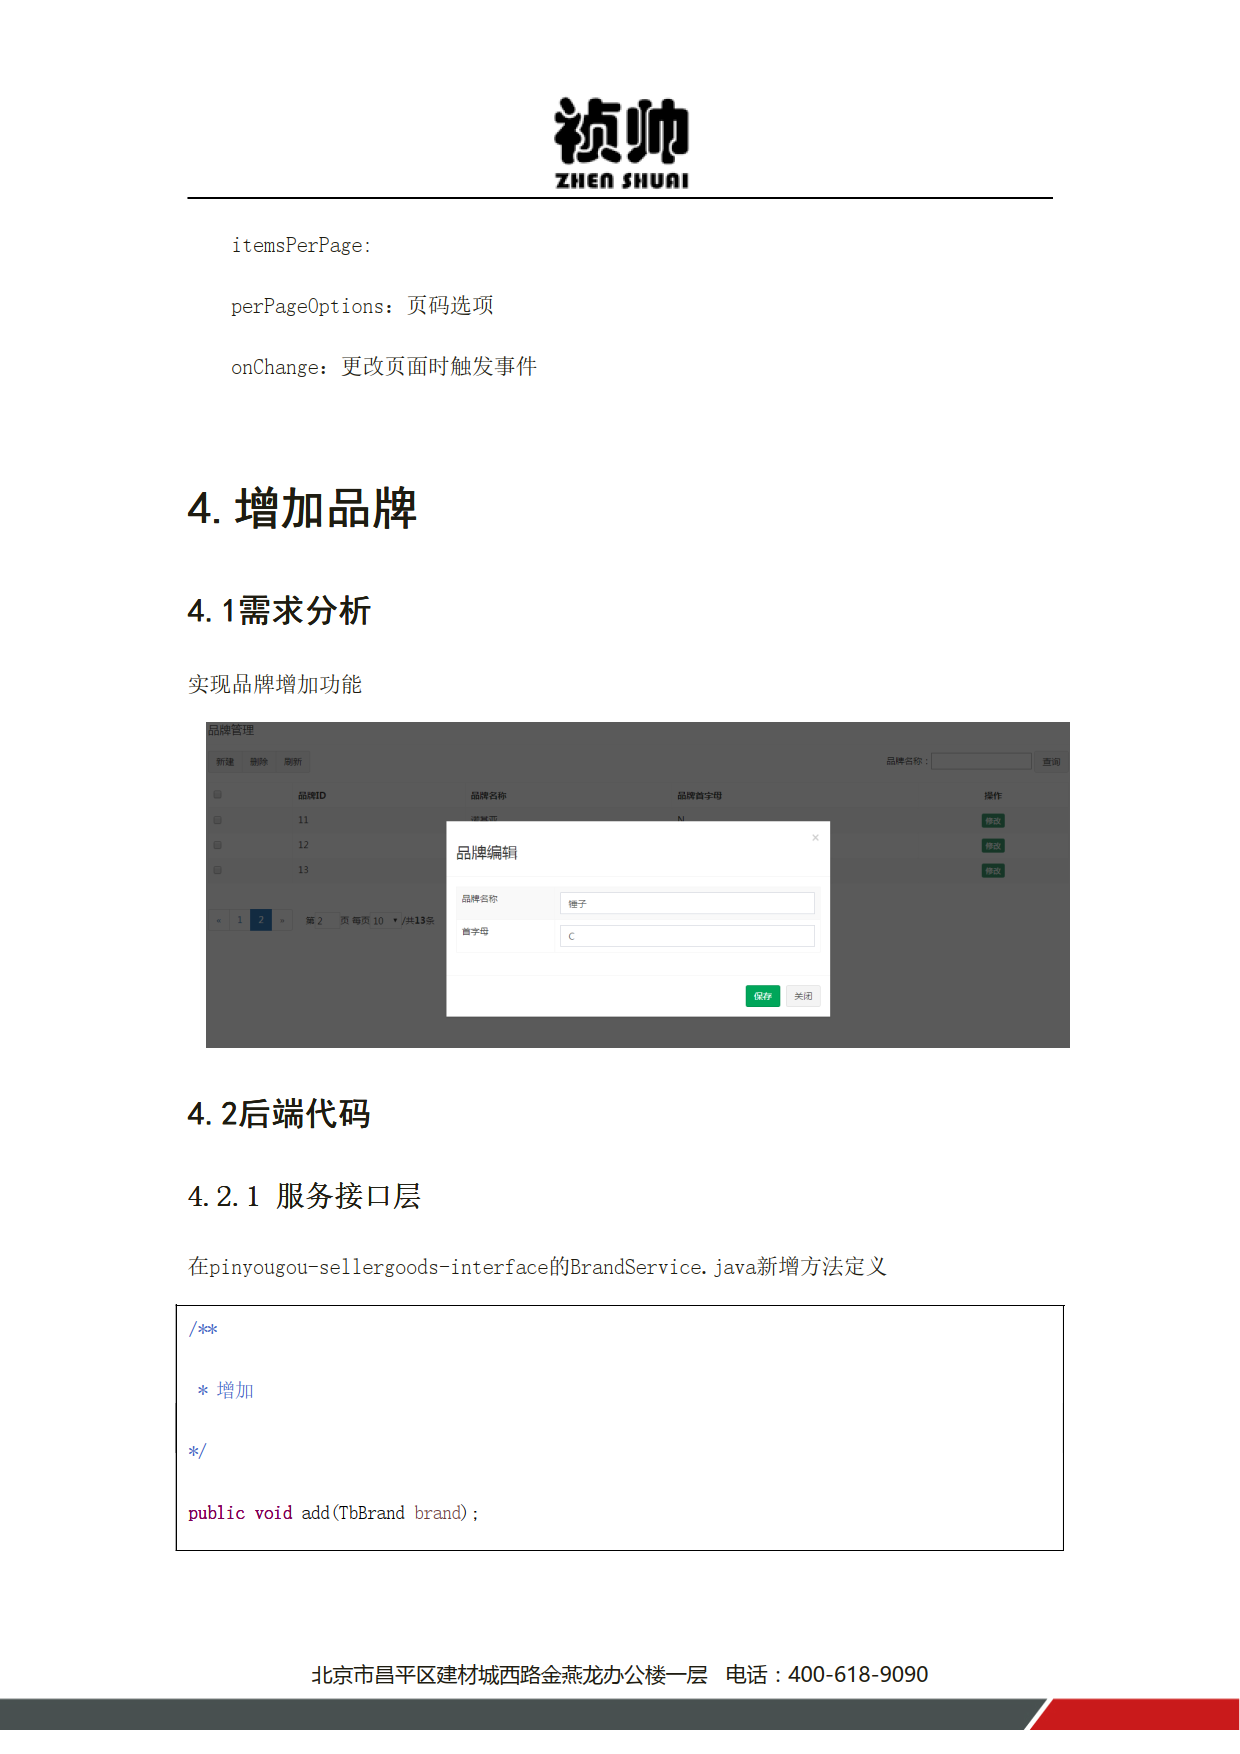 祯帅
ZHEN SHUAI
itemsPerPage:
perPageOptions：页码选项
onChange：更改页面时触发事件
4.增加品牌
4.1需求分析
实现品牌增加功能
品牌管理
新建 删除 刷新 品牌名称： 查询
品牌ID 品牌名称 品牌首字母 操作
11 N 修改
12 修改
13 修改
品牌编辑 ×
品牌名称 锤子
首字母 C
« 1 2 » 第 2 页 每页 10 /共13条
保存 关闭
4.2后端代码
4.2.1 服务接口层
在pinyougou-sellergoods-interface的BrandService.java新增方法定义
/**
* 增加
*/
public void add(TbBrand brand);
北京市昌平区建材城西路金燕龙办公楼一层 电话：400-618-9090